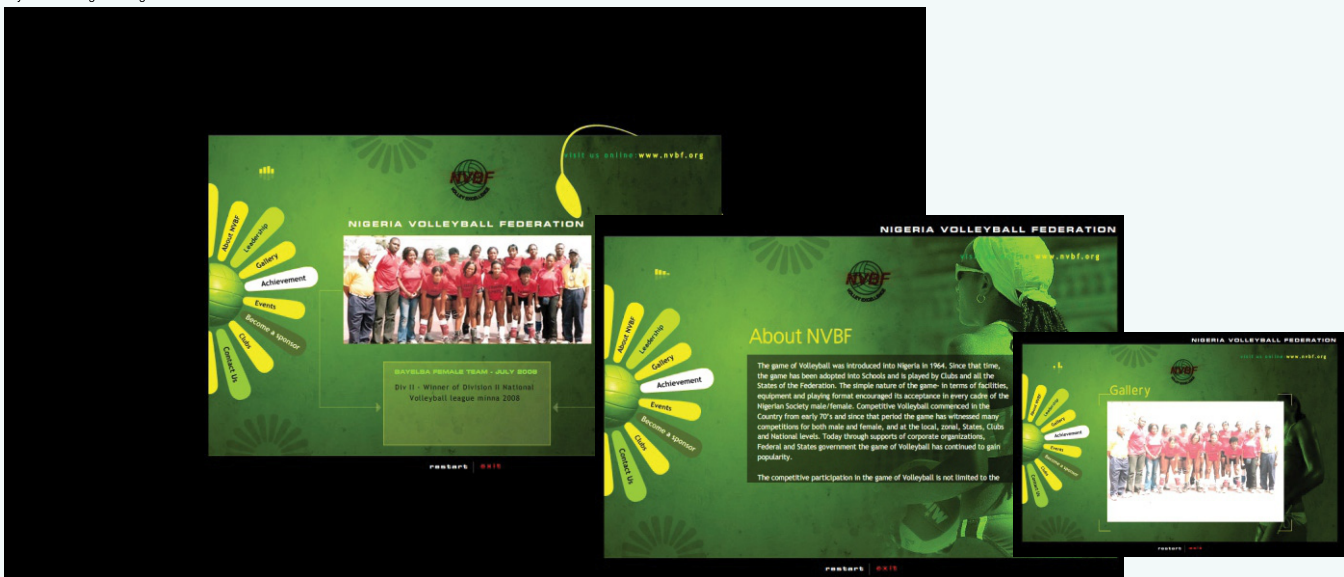 visit us online: www.nvbf.org
NVBF
VOLLEY EXCELLENCE
NIGERIA VOLLEYBALL FEDERATION
About NVBF
Leadership
Gallery
Achievement
Events
Become a sponsor
Clubs
Contact Us
BAYELSA FEMALE TEAM - JULY 2008
Div II - Winner of Division II National
Volleyball league minna 2008
restart | exit
NIGERIA VOLLEYBALL FEDERATION
www.nvbf.org
NVBF
About NVBF
Leadership
Gallery
Achievement
Events
Become a sponsor
Clubs
Contact Us
About NVBF
The game of Volleyball was introduced into Nigeria in 1964. Since that time,
the game has been adopted into Schools and is played by Clubs and all the
States of the Federation. The simple nature of the game- in terms of facilities,
equipment and playing format encouraged its acceptance in every cadre of the
Nigerian Society male/female. Competitive Volleyball commenced in the
Country from early 70's and since that period the game has witnessed many
competitions for both male and female, and at the local, zonal, States, Clubs
and National levels. Today through supports of corporate organizations,
Federal and States government the game of Volleyball has continued to gain
popularity.
The competitive participation in the game of Volleyball is not limited to the
restart | exit
NIGERIA VOLLEYBALL FEDERATION
visit us online: www.nvbf.org
NVBF
Gallery
About NVBF
Leadership
Gallery
Achievement
Events
Become a sponsor
Clubs
Contact Us
restart | exit